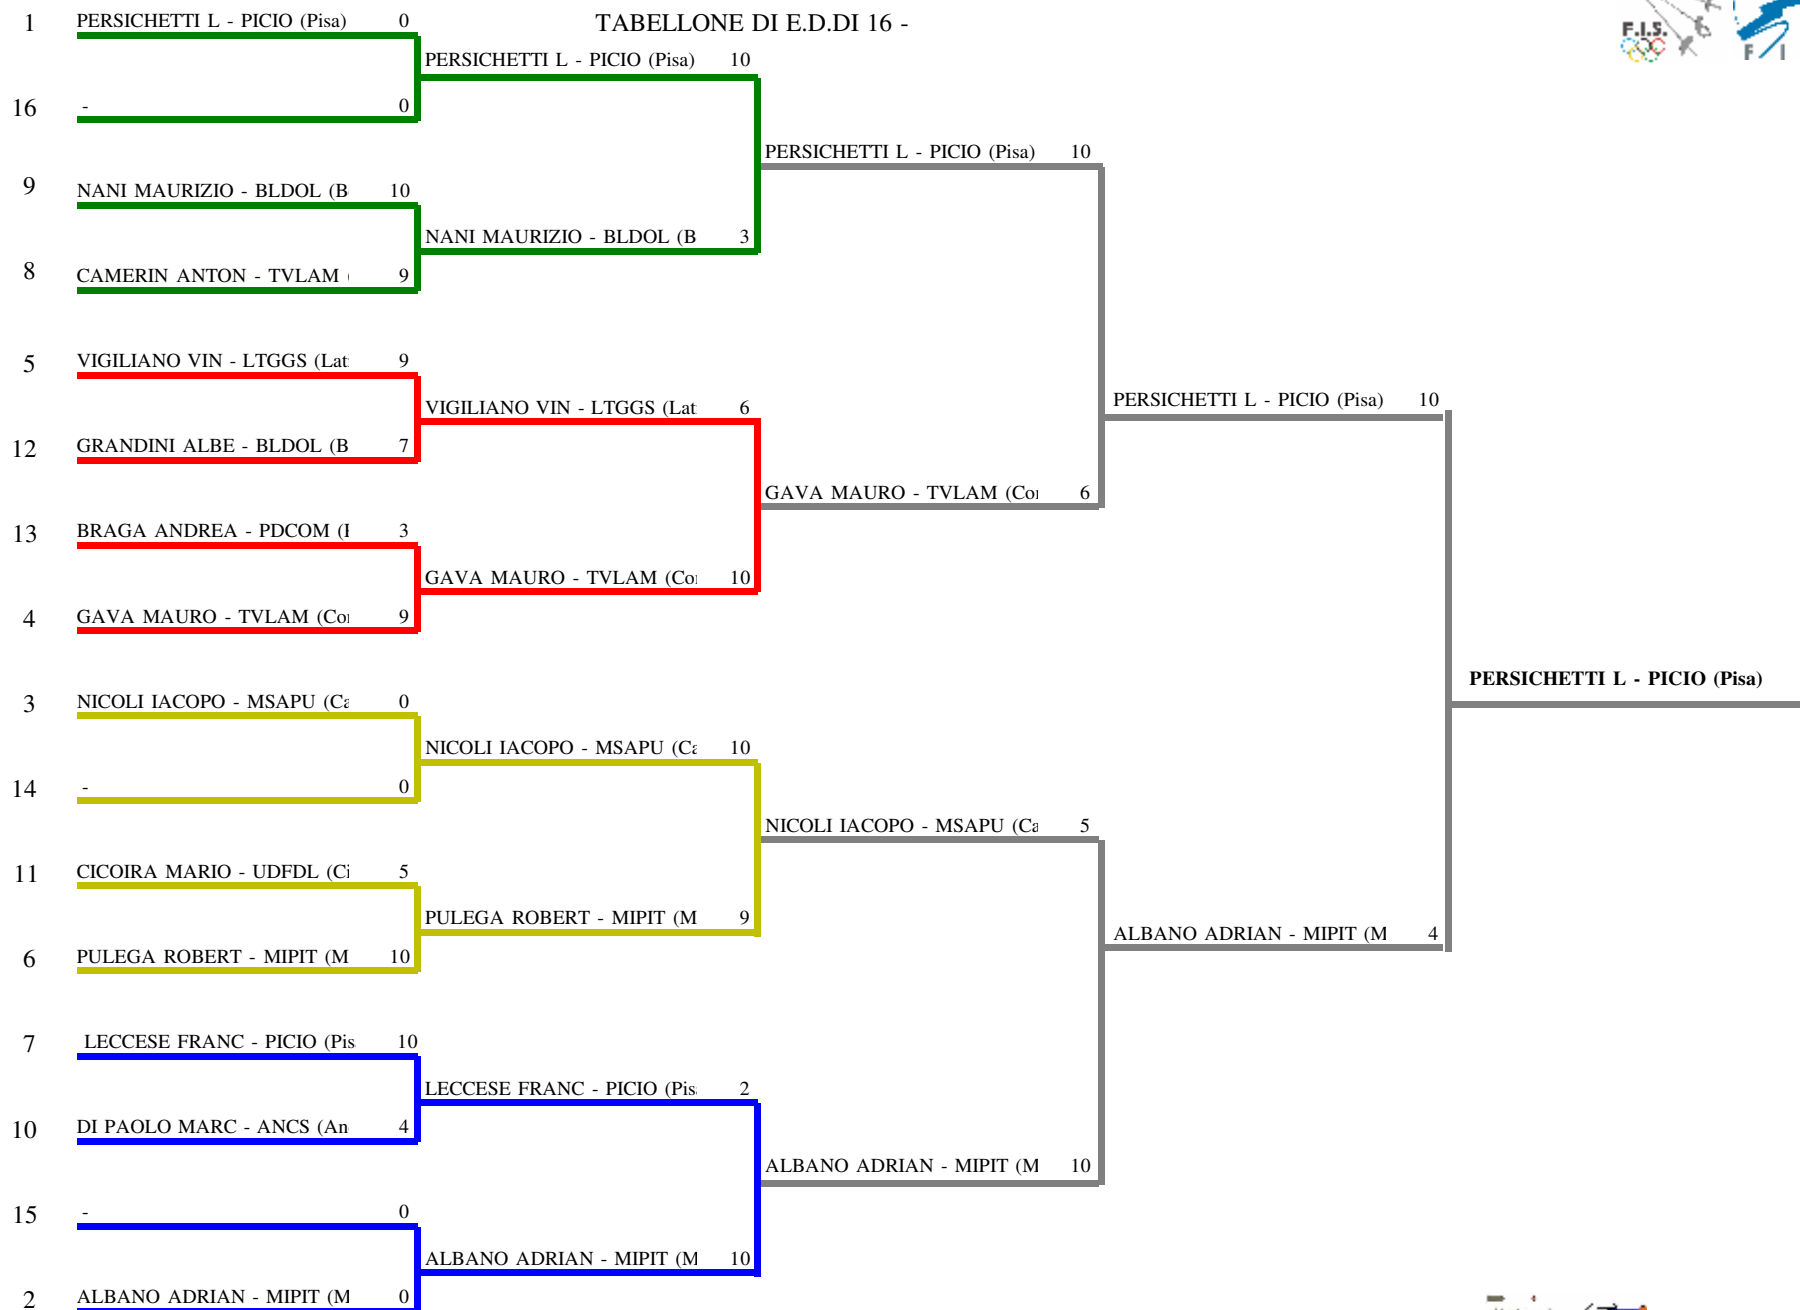 TABELLONE DI E.D.DI 16 -
F.I.S.
F I
1 PERSICHETTI L - PICIO (Pisa) 0
PERSICHETTI L - PICIO (Pisa) 10
16 - 0
PERSICHETTI L - PICIO (Pisa) 10
9 NANI MAURIZIO - BLDOL (B 10
NANI MAURIZIO - BLDOL (B 3
8 CAMERIN ANTON - TVLAM ( 9
5 VIGILIANO VIN - LTGGS (Lat 9
PERSICHETTI L - PICIO (Pisa) 10
VIGILIANO VIN - LTGGS (Lat 6
12 GRANDINI ALBE - BLDOL (B 7
GAVA MAURO - TVLAM (Co 6
13 BRAGA ANDREA - PDCOM ( 3
GAVA MAURO - TVLAM (Co 10
4 GAVA MAURO - TVLAM (Co 9
PERSICHETTI L - PICIO (Pisa)
3 NICOLI IACOPO - MSAPU (Ca 0
NICOLI IACOPO - MSAPU (Ca 10
14 - 0
NICOLI IACOPO - MSAPU (Ca 5
11 CICOIRA MARIO - UDFDL (Ci 5
PULEGA ROBERT - MIPIT (M 9
ALBANO ADRIAN - MIPIT (M 4
6 PULEGA ROBERT - MIPIT (M 10
7 LECCESE FRANC - PICIO (Pis 10
LECCESE FRANC - PICIO (Pis 2
10 DI PAOLO MARC - ANCS (An 4
ALBANO ADRIAN - MIPIT (M 10
15 - 0
ALBANO ADRIAN - MIPIT (M 10
2 ALBANO ADRIAN - MIPIT (M 0